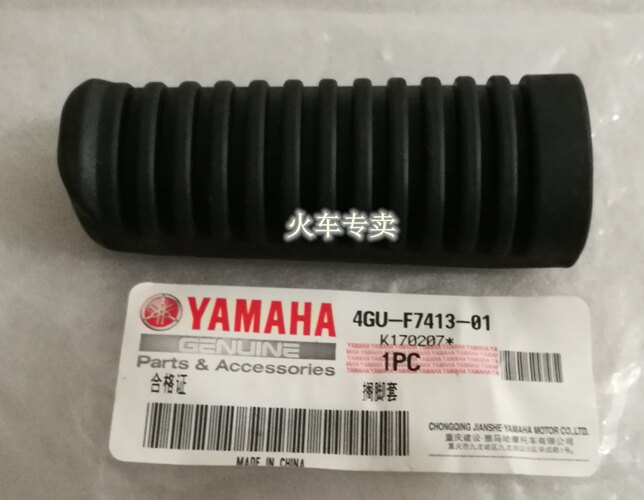 火车专卖
YAMAHA
GENUINE
Parts & Accessories
4GU-F7413-01
K170207*
1PC
合格证
搁脚套
CHONGQING JIANSHE YAMAHA MOTOR CO.,LTD.
重庆建设·雅马哈摩托车有限公司
MADE IN CHINA